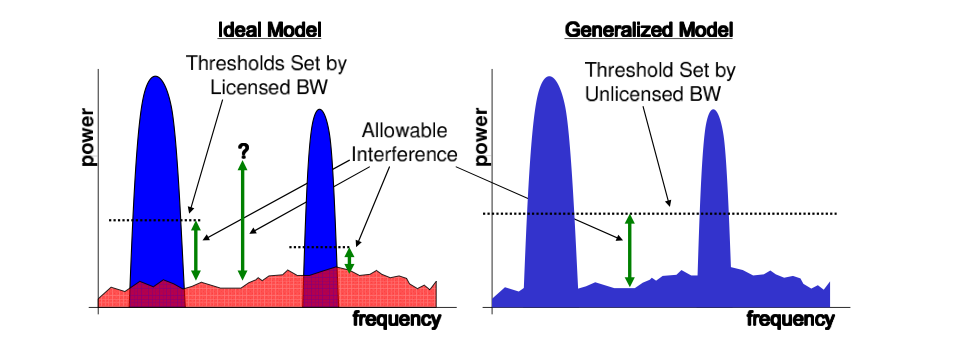 Ideal Model
Thresholds Set by
Licensed BW
power
?
Allowable
Interference
frequency
Generalized Model
Threshold Set by
Unlicensed BW
power
frequency